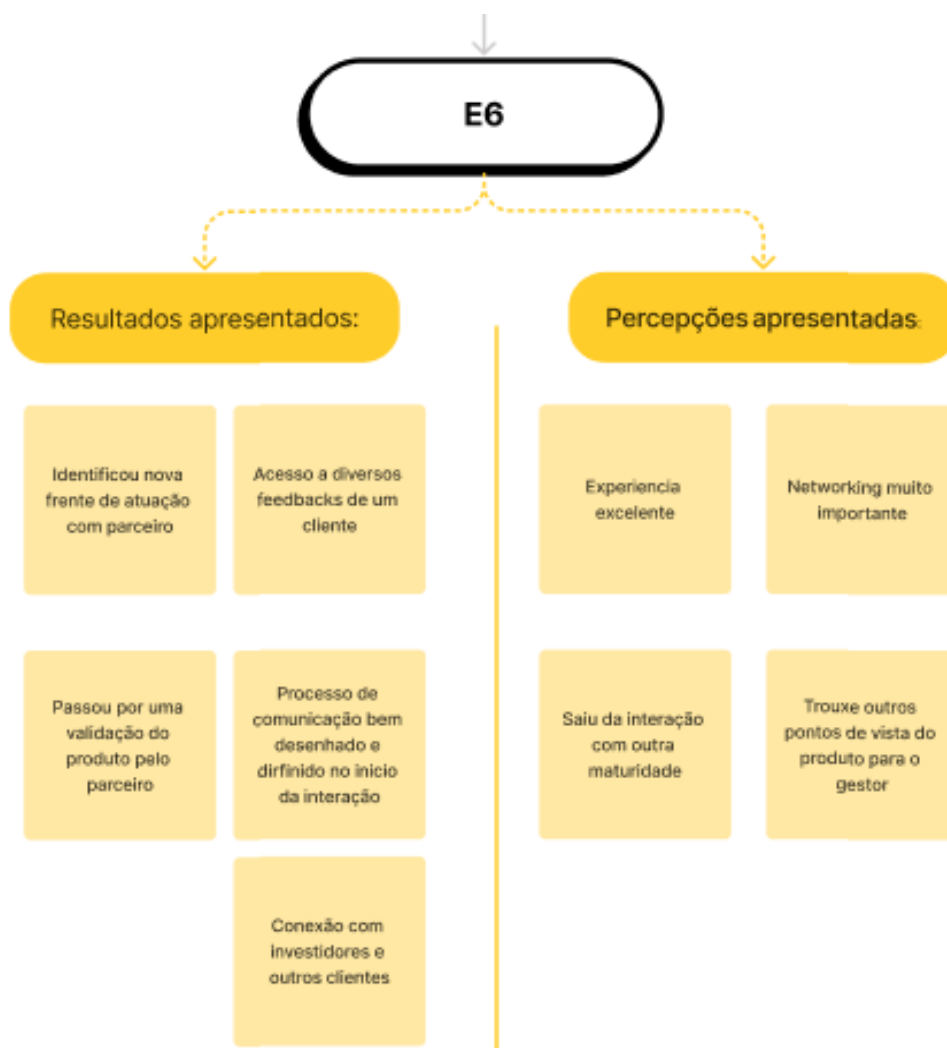 E6
Resultados apresentados:
Identificou nova
frente de atuação
com parceiro
Acesso a diversos
feedbacks de um
cliente
Passou por uma
validação do
produto pelo
parceiro
Processo de
comunicação bem
desenhado e
dirfinido no inicio
da interação
Conexão com
investidores e
outros clientes
Percepções apresentadas:
Experiencia
excelente
Networking muito
importante
Saiu da interação
com outra
maturidade
Trouxe outros
pontos de vista do
produto para o
gestor